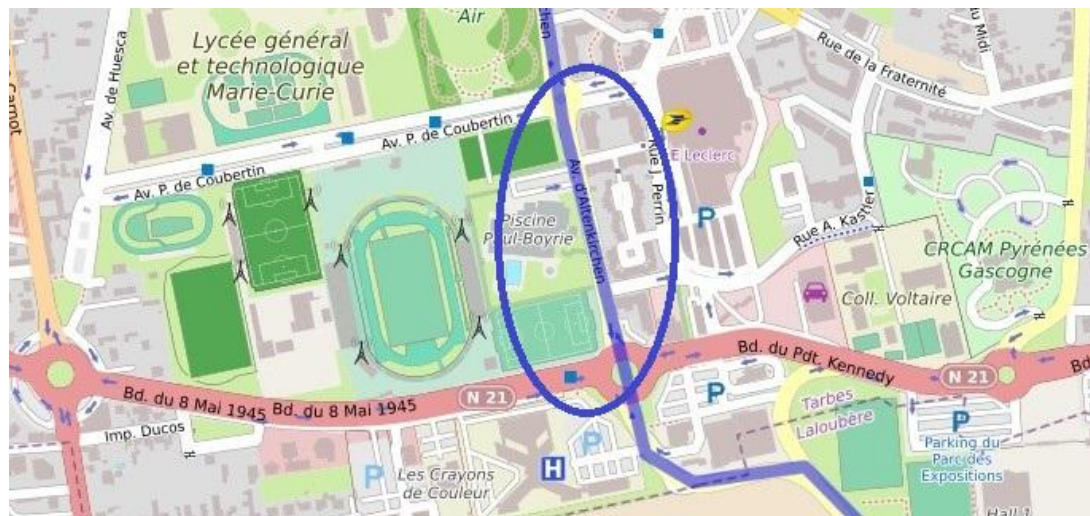 Air
Lycée général
et technologique
Marie-Curie
Av. de Huesca
chen
u Midi
Rue de la Fraternité
Av. P. de Coubertin
Av. P. de Coubertin
E Leclerc
Rue J. Perrin
Av. d'Altenkirchen
Piscine
Paul-Boyrie
P
Rue A. Kastler
CRCAM Pyrénées
Gascogne
Coll. Voltaire
Carnot
Bd. du 8 Mai 1945
Bd. du 8 Mai 1945
N 21
Bd. du Pdt. Kennedy
N 21
Bd
Imp. Ducos
P
Tarbes
Laloubère
P
Parking du
Parc des
Expositions
P
P
H
Les Crayons
de Couleur
Hall 1